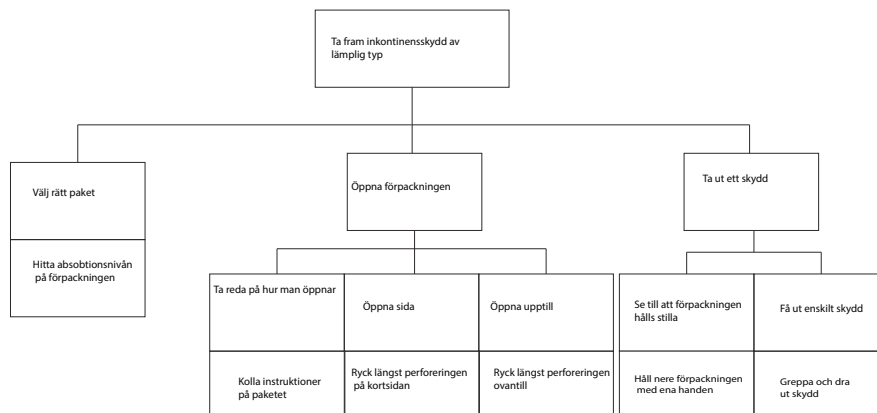 Ta fram inkontinensskydd av
lämplig typ
Välj rätt paket
Öppna förpackningen
Ta ut ett skydd
Hitta absobtionsnivån
på förpackningen
Ta reda på hur man öppnar
Öppna sida
Öppna upptill
Se till att förpackningen
hålls stilla
Få ut enskilt skydd
Kolla instruktioner
på paketet
Ryck längst perforeringen
på kortsidan
Ryck längst perforeringen
ovantill
Håll nere förpackningen
med ena handen
Greppa och dra
ut skydd